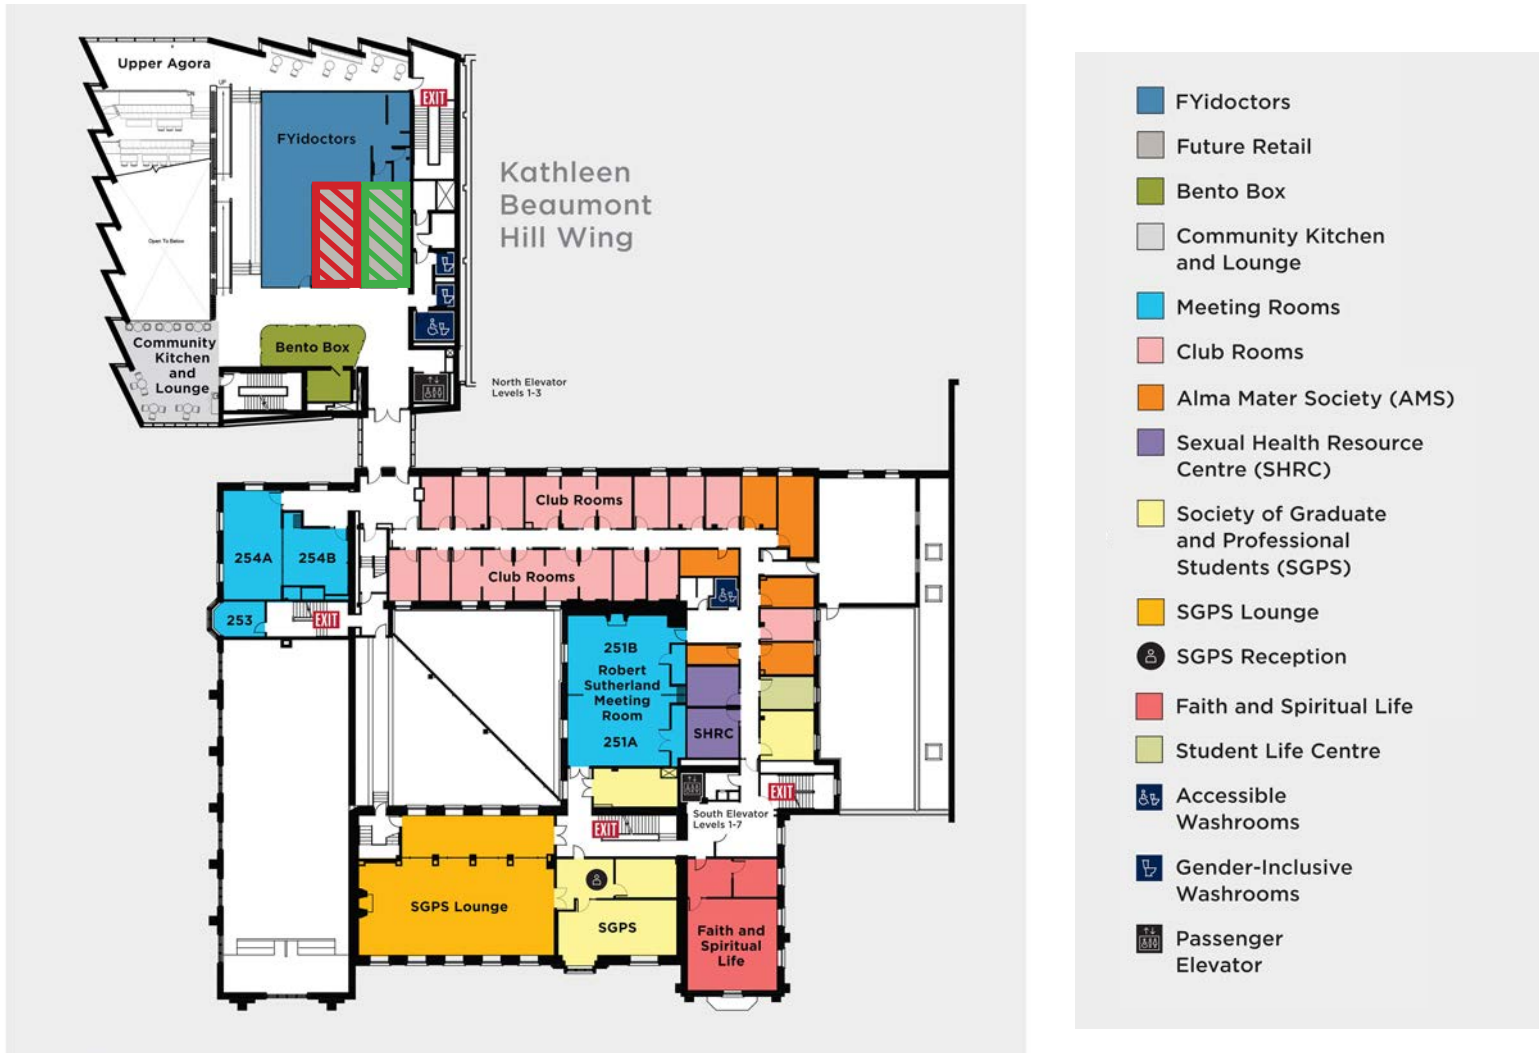 Upper Agora
UP
EXIT
FYidoctors
Kathleen
Beaumont
Hill Wing
Open To Below
Community
Kitchen
and
Lounge
Bento Box
North Elevator
Levels 1-3
Club Rooms
254A
254B
Club Rooms
253
EXIT
251B
Robert
Sutherland
Meeting
Room
251A
SHRC
EXIT
South Elevator
Levels 1-7
EXIT
SGPS Lounge
SGPS
Faith and
Spiritual
Life
FYidoctors
Future Retail
Bento Box
Community Kitchen
and Lounge
Meeting Rooms
Club Rooms
Alma Mater Society (AMS)
Sexual Health Resource
Centre (SHRC)
Society of Graduate
and Professional
Students (SGPS)
SGPS Lounge
SGPS Reception
Faith and Spiritual Life
Student Life Centre
Accessible
Washrooms
Gender-Inclusive
Washrooms
Passenger
Elevator